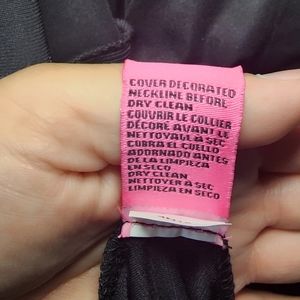 COVER DECORATED
NECKLINE BEFORE
DRY CLEAN
COUVRIR LE COLLIER
DÉCORÉ AVANT LE
NETTOYAGE A SEC
COBRA EL CUELLO
ADORNADO ANTES
DE LA LIMPIEZA
EN SECO
DRY CLEAN
NETTOYER A SEC
LIMPIEZA EN SECO